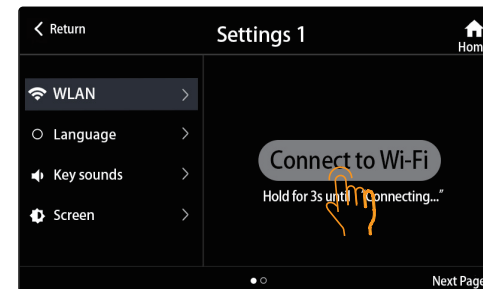 Return
Settings 1
Hom
WLAN
Language
Key sounds
Screen
Connect to Wi-Fi
Hold for 3s until "Connecting..."
Next Page